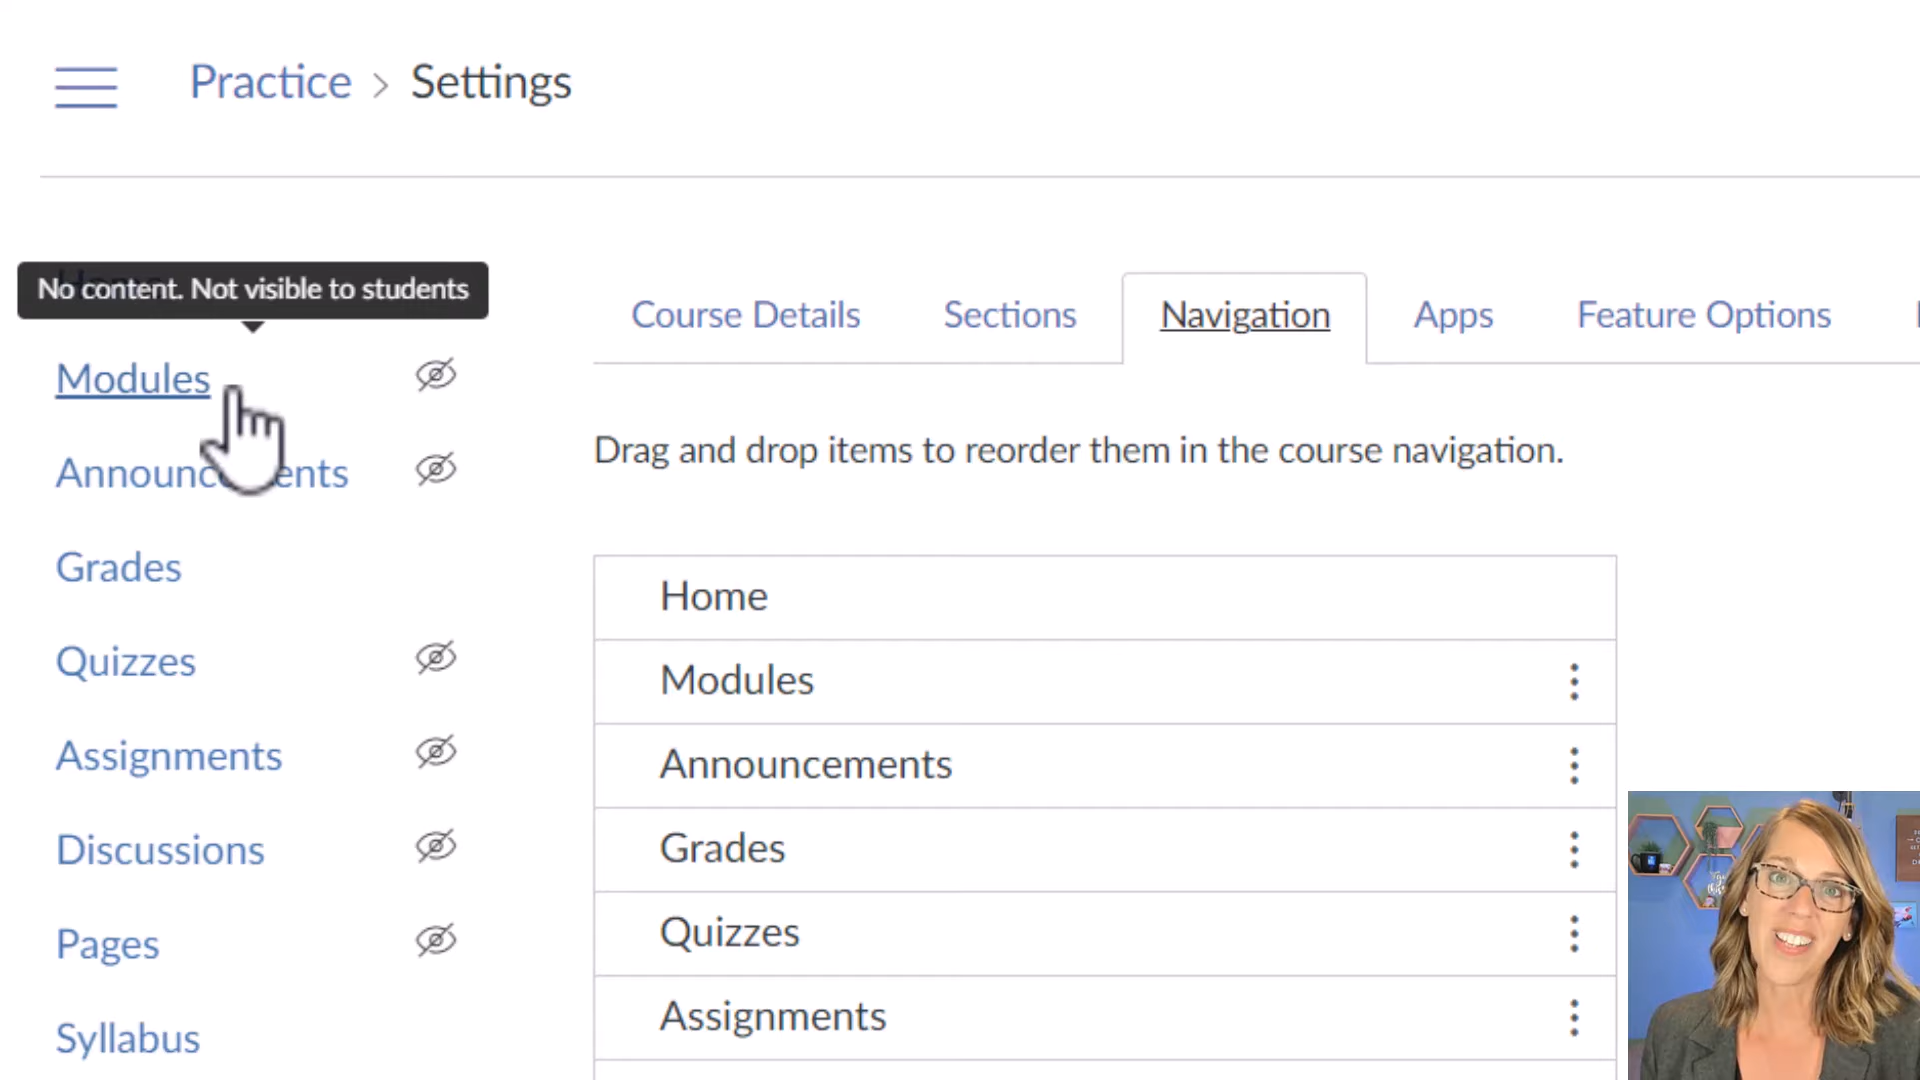 Practice > Settings
No content. Not visible to students
Modules
Announcements
Grades
Quizzes
Assignments
Discussions
Pages
Syllabus
Course Details Sections Navigation Apps Feature Options
Drag and drop items to reorder them in the course navigation.
Home
Modules
Announcements
Grades
Quizzes
Assignments